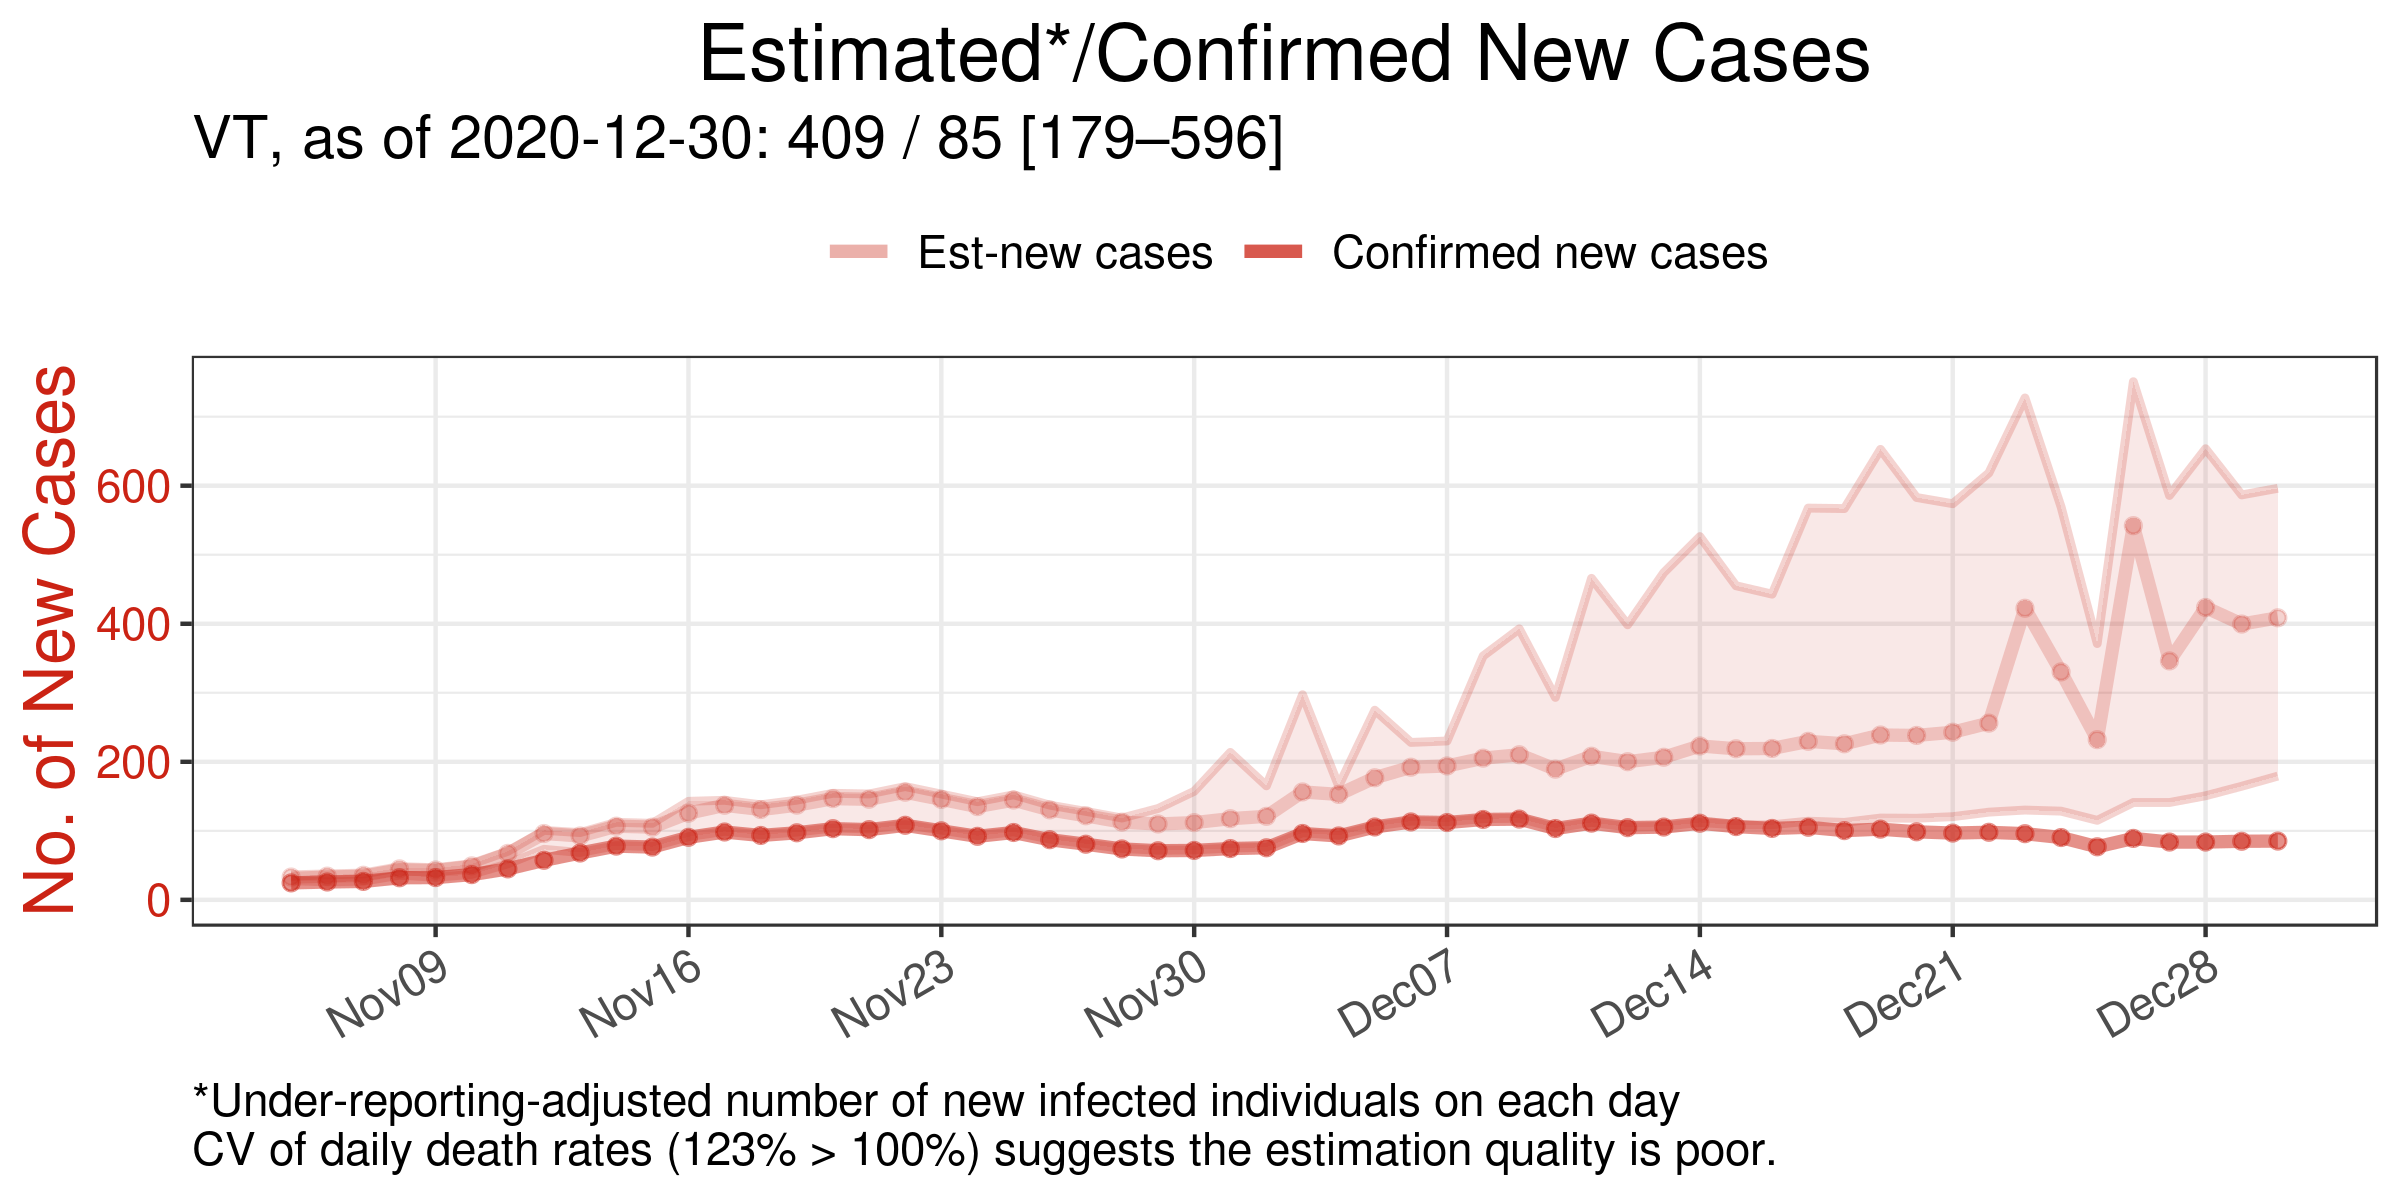 Estimated*/Confirmed New Cases
VT, as of 2020-12-30: 409 / 85 [179–596]
Est-new cases
Confirmed new cases
No. of New Cases
600
400
200
0
Nov09
Nov16
Nov23
Nov30
Dec07
Dec14
Dec21
Dec28
*Under-reporting-adjusted number of new infected individuals on each day
CV of daily death rates (123% > 100%) suggests the estimation quality is poor.